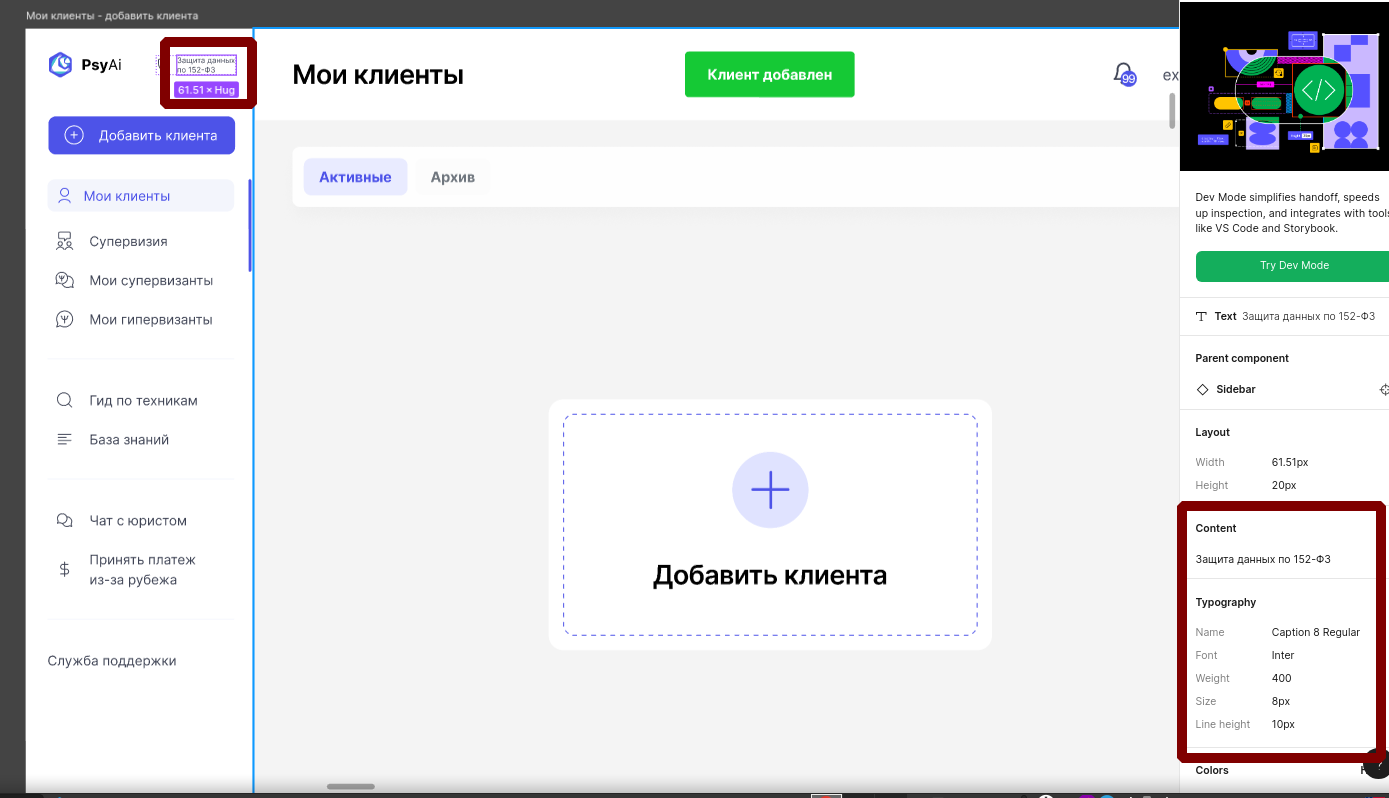 Мои клиенты - добавить клиента
PsyAi
Защита данных
по 152-ФЗ
61.51 × Hug
Мои клиенты
Клиент добавлен
99
ex
Добавить клиента
Мои клиенты
Супервизия
Мои супервизанты
Мои гипервизанты
Гид по техникам
База знаний
Чат с юристом
Принять платеж
из-за рубежа
Служба поддержки
Активные
Архив
Добавить клиента
Dev Mode simplifies handoff, speeds
up inspection, and integrates with tools
like VS Code and Storybook.
Try Dev Mode
Text Защита данных по 152-ФЗ
Parent component
Sidebar
Layout
Width 61.51px
Height 20px
Content
Защита данных по 152-ФЗ
Typography
Name Caption 8 Regular
Font Inter
Weight 400
Size 8px
Line height 10px
Colors